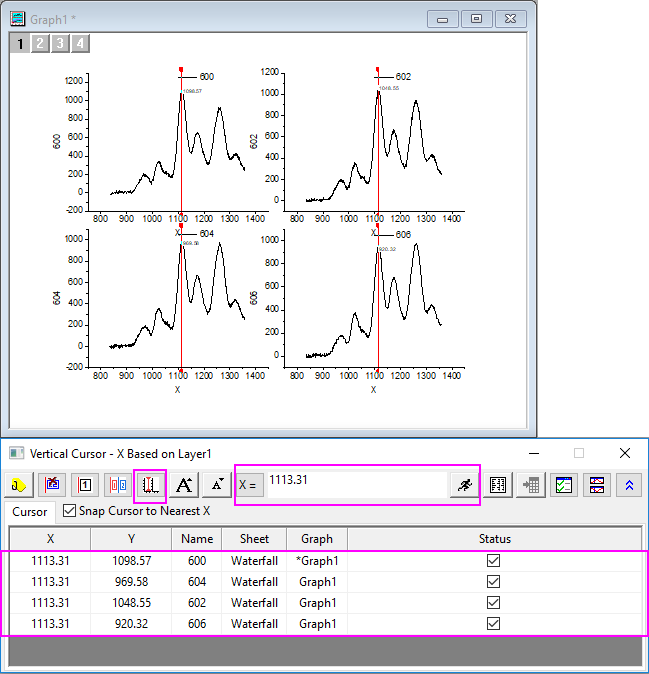 Graph1 *
1 2 3 4
600
1098.57
600
1200
1000
800
600
400
200
0
-200
800 900 1000 1100 1200 1300 1400
X
602
1048.55
602
1200
1000
800
600
400
200
0
800 900 1000 1100 1200 1300 1400
X
604
969.58
604
1000
800
600
400
200
0
-200
800 900 1000 1100 1200 1300 1400
X
606
920.32
606
1000
800
600
400
200
0
800 900 1000 1100 1200 1300 1400
X
Vertical Cursor - X Based on Layer1
1 A A X = 1113.31
Cursor Snap Cursor to Nearest X
X Y Name Sheet Graph Status
1113.31 1098.57 600 Waterfall *Graph1
1113.31 969.58 604 Waterfall Graph1
1113.31 1048.55 602 Waterfall Graph1
1113.31 920.32 606 Waterfall Graph1